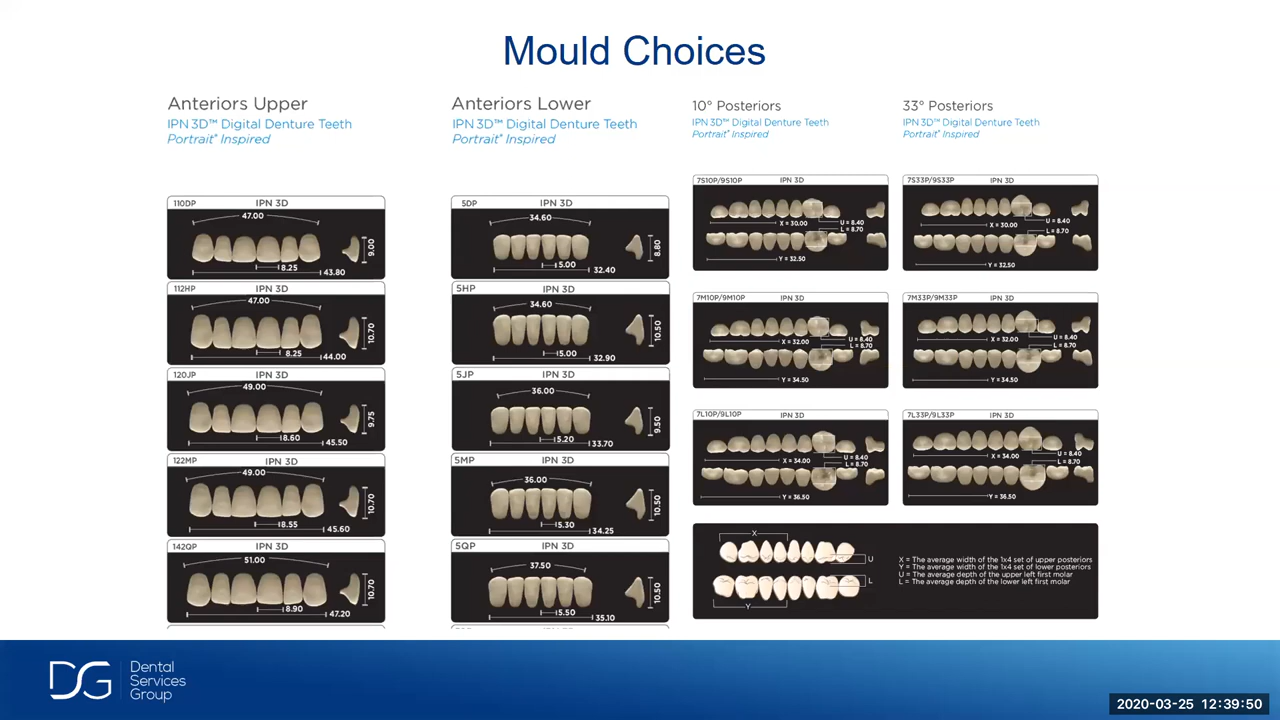 Mould Choices
Anteriors Upper
IPN 3D™ Digital Denture Teeth
Portrait® Inspired
110DP IPN 3D
47.00
9.00
8.25
43.80
112HP IPN 3D
47.00
10.70
8.25
44.00
120JP IPN 3D
49.00
9.75
8.60
45.50
122MP IPN 3D
49.00
10.70
8.55
45.60
142QP IPN 3D
51.00
10.70
8.90
47.20
Anteriors Lower
IPN 3D™ Digital Denture Teeth
Portrait® Inspired
5DP IPN 3D
34.60
8.80
5.00
32.40
5HP IPN 3D
34.60
10.50
5.00
32.90
5JP IPN 3D
36.00
9.50
5.20
33.70
5MP IPN 3D
36.00
10.50
5.30
34.25
5QP IPN 3D
37.50
10.50
5.50
35.10
10° Posteriors
IPN 3D™ Digital Denture Teeth
Portrait® Inspired
7S10P/9S10P IPN 3D
X = 30.00
U = 8.40
L = 8.70
Y = 32.50
7M10P/9M10P IPN 3D
X = 32.00
U = 8.40
L = 8.70
Y = 34.50
7L10P/9L10P IPN 3D
X = 34.00
U = 8.40
L = 8.70
Y = 36.50
33° Posteriors
IPN 3D™ Digital Denture Teeth
Portrait® Inspired
7S33P/9S33P IPN 3D
X = 30.00
U = 8.40
L = 8.70
Y = 32.50
7M33P/9M33P IPN 3D
X = 32.00
U = 8.40
L = 8.70
Y = 34.50
7L33P/9L33P IPN 3D
X = 34.00
U = 8.40
L = 8.70
Y = 36.50
X
U
L
Y
X = The average width of the 1x4 set of upper posteriors
Y = The average width of the 1x4 set of lower posteriors
U = The average depth of the upper left first molar
L = The average depth of the lower left first molar
DG
Dental
Services
Group
2020-03-25 12:39:50